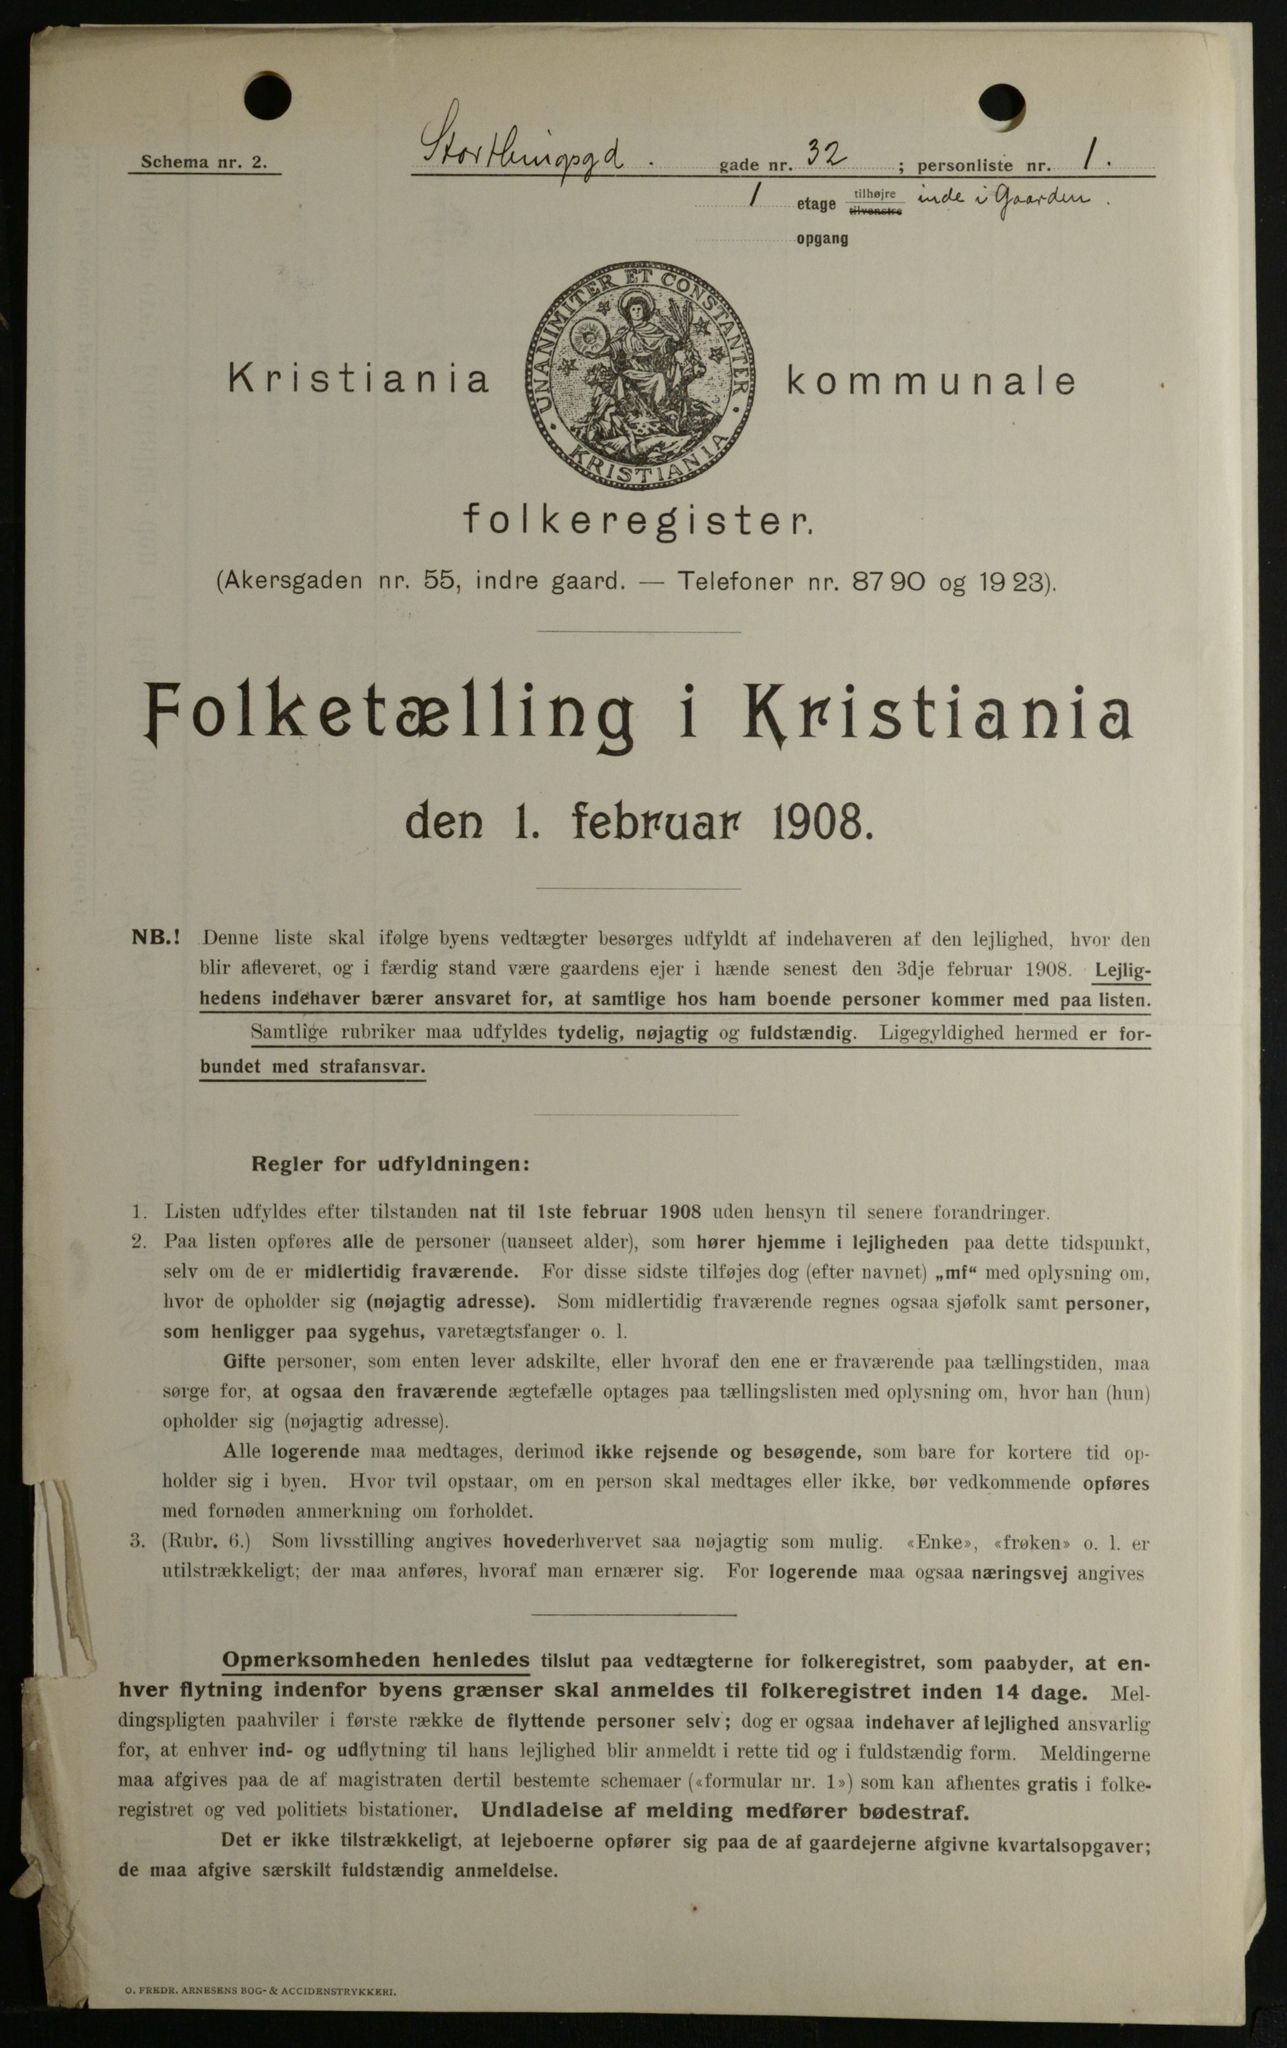 Schema nr. 2.
Storthingsgd. gade nr. 32 ; personliste nr. 1.
1 etage tilhøjre tilvenstre inde i Gaarden.
opgang
UNANIMITER ET CONSTANTER
KRISTIANIA
Kristiania kommunale
folkeregister.
(Akersgaden nr. 55, indre gaard. — Telefoner nr. 8790 og 1923).
Folketælling i Kristiania
den 1. februar 1908.
NB.! Denne liste skal ifølge byens vedtægter besørges udfyldt af indehaveren af den lejlighed, hvor den
blir afleveret, og i færdig stand være gaardens ejer i hænde senest den 3dje februar 1908. Lejlig-
hedens indehaver bærer ansvaret for, at samtlige hos ham boende personer kommer med paa listen.
Samtlige rubriker maa udfyldes tydelig, nøjagtig og fuldstændig. Ligegyldighed hermed er for-
bundet med strafansvar.
Regler for udfyldningen:
1. Listen udfyldes efter tilstanden nat til 1ste februar 1908 uden hensyn til senere forandringer.
2. Paa listen opføres alle de personer (uanseet alder), som hører hjemme i lejligheden paa dette tidspunkt,
selv om de er midlertidig fraværende. For disse sidste tilføjes dog (efter navnet) „mf“ med oplysning om,
hvor de opholder sig (nøjagtig adresse). Som midlertidig fraværende regnes ogsaa sjøfolk samt personer,
som henligger paa sygehus, varetægtsfanger o. l.
Gifte personer, som enten lever adskilte, eller hvoraf den ene er fraværende paa tællingstiden, maa
sørge for, at ogsaa den fraværende ægtefælle optages paa tællingslisten med oplysning om, hvor han (hun)
opholder sig (nøjagtig adresse).
Alle logerende maa medtages, derimod ikke rejsende og besøgende, som bare for kortere tid op-
holder sig i byen. Hvor tvil opstaar, om en person skal medtages eller ikke, bør vedkommende opføres
med fornøden anmerkning om forholdet.
3. (Rubr. 6.) Som livsstilling angives hovederhvervet saa nøjagtig som mulig. «Enke», «frøken» o. l. er
utilstrækkeligt; der maa anføres, hvoraf man ernærer sig. For logerende maa ogsaa næringsvej angives
Opmerksomheden henledes tilslut paa vedtægterne for folkeregistret, som paabyder, at en-
hver flytning indenfor byens grænser skal anmeldes til folkeregistret inden 14 dage. Mel-
dingspligten paahviler i første række de flyttende personer selv; dog er ogsaa indehaver af lejlighed ansvarlig
for, at enhver ind- og udflytning til hans lejlighed blir anmeldt i rette tid og i fuldstændig form. Meldingerne
maa afgives paa de af magistraten dertil bestemte schemaer («formular nr. 1») som kan afhentes gratis i folke-
registret og ved politiets bistationer. Undladelse af melding medfører bødestraf.
Det er ikke tilstrækkeligt, at lejeboerne opfører sig paa de af gaardejerne afgivne kvartalsopgaver;
de maa afgive særskilt fuldstændig anmeldelse.
O. FREDR. ARNESENS BOG- & ACCIDENSTRYKKERI.